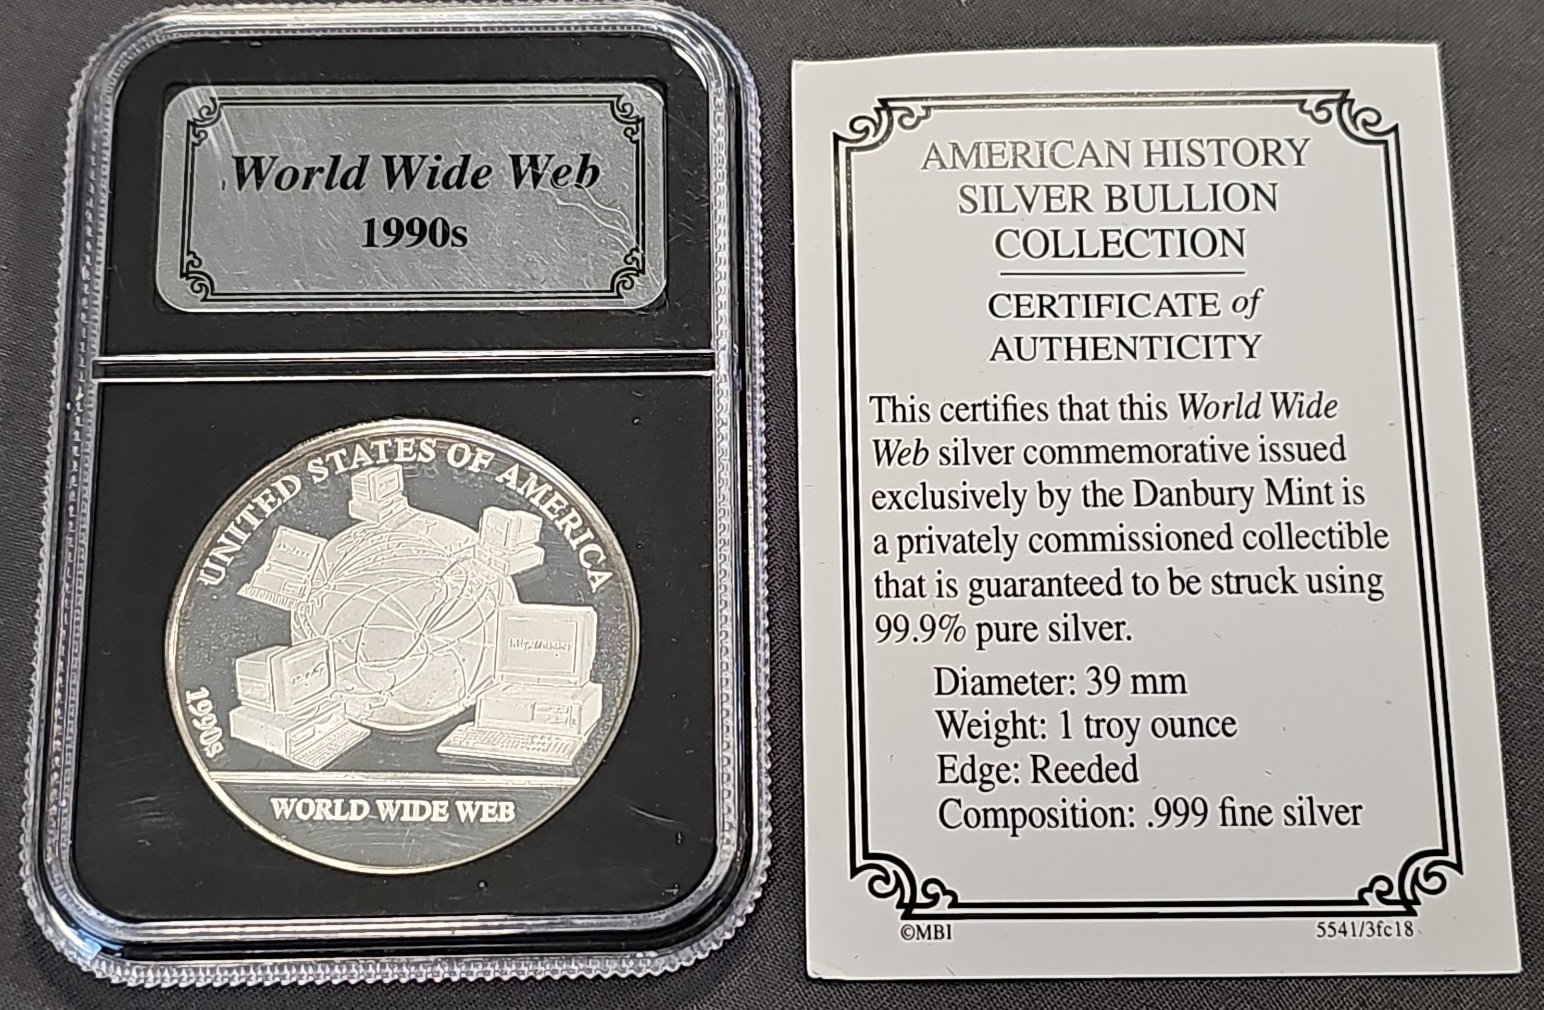 World Wide Web
1990s
UNITED STATES OF AMERICA
1990s
WORLD WIDE WEB
AMERICAN HISTORY
SILVER BULLION
COLLECTION
CERTIFICATE of
AUTHENTICITY
This certifies that this World Wide
Web silver commemorative issued
exclusively by the Danbury Mint is
a privately commissioned collectible
that is guaranteed to be struck using
99.9% pure silver.
Diameter: 39 mm
Weight: 1 troy ounce
Edge: Reeded
Composition: .999 fine silver
©MBI
5541/3fc18